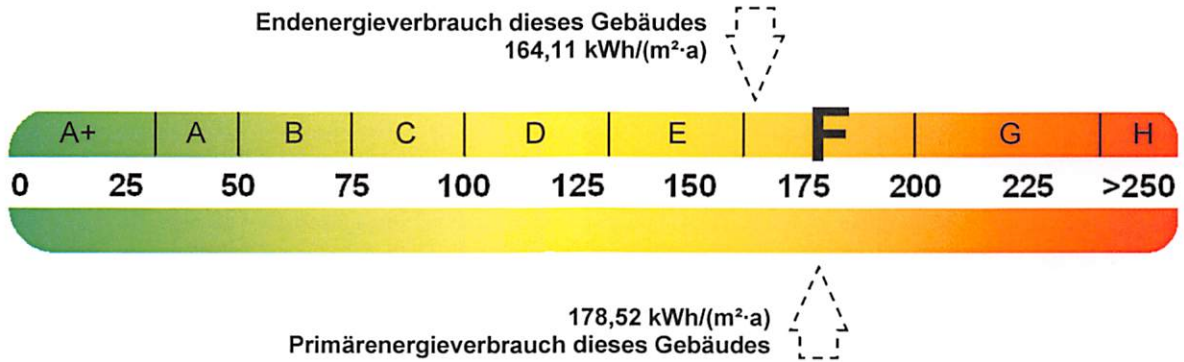 Endenergieverbrauch dieses Gebäudes
164,11 kWh/(m²·a)
A+ A B C D E F G H
0 25 50 75 100 125 150 175 200 225 >250
178,52 kWh/(m²·a)
Primärenergieverbrauch dieses Gebäudes